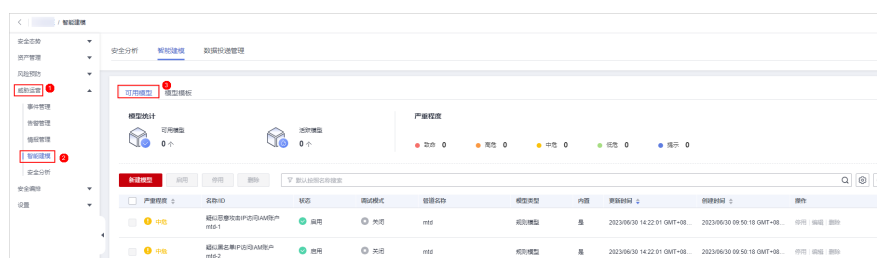 / 智能建模
安全态势
资产管理
风险预防
威胁运营 1
事件管理
告警管理
情报管理
智能建模 2
安全分析
安全编排
设置
安全分析 智能建模 数据投递管理
可用模型 3 模型模板
模型统计
可用模型
0 个
活跃模型
0 个
严重程度
致命 0 高危 0 中危 0 低危 0 提示 0
新建模型 启用 停用 删除 默认按照名称搜索
严重程度 名称/ID 状态 调试模式 管道名称 模型类型 内置 更新时间 创建时间 操作
中危 疑似恶意攻击IP访问IAM账户 mtd-1 启用 关闭 mtd 规则模型 是 2023/06/30 14:22:01 GMT+08... 2023/06/30 09:50:18 GMT+08... 停用 编辑 删除
中危 疑似黑名单IP访问IAM账户 mtd-2 启用 关闭 mtd 规则模型 是 2023/06/30 14:22:01 GMT+08... 2023/06/30 09:50:18 GMT+08... 停用 编辑 删除